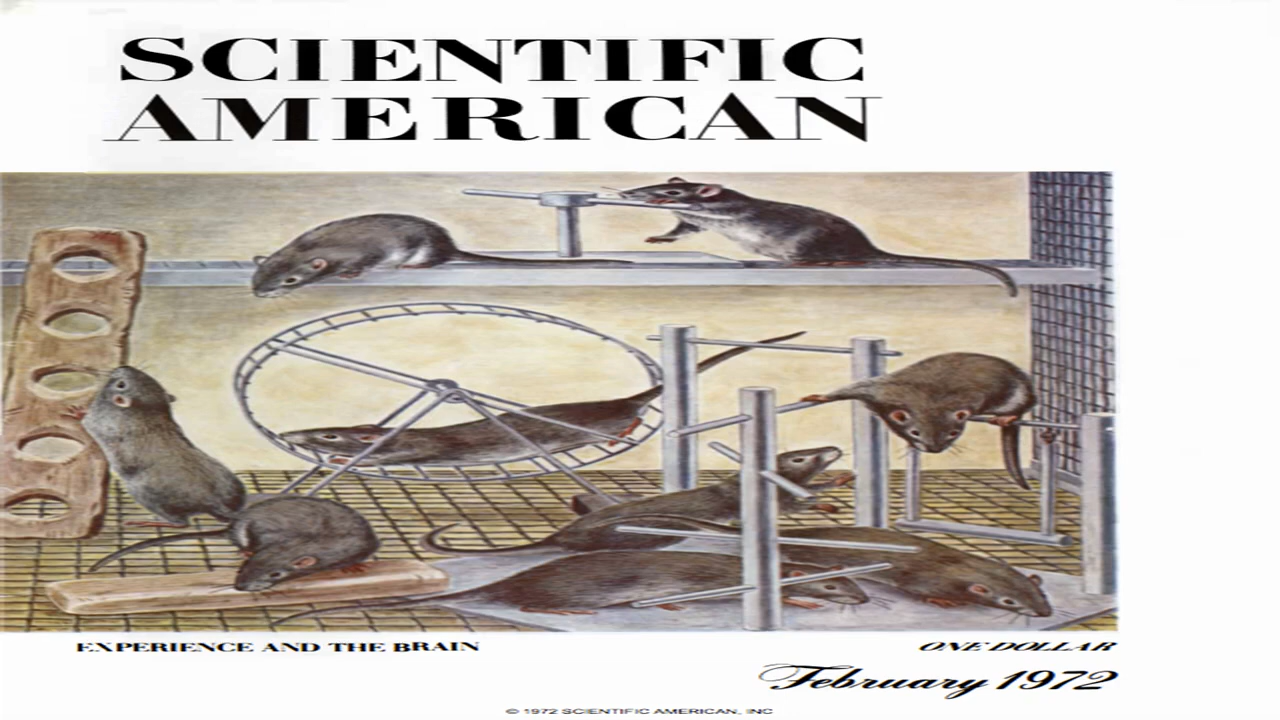 SCIENTIFIC
AMERICAN
EXPERIENCE AND THE BRAIN
ONE DOLLAR
February 1972
© 1972 SCIENTIFIC AMERICAN, INC